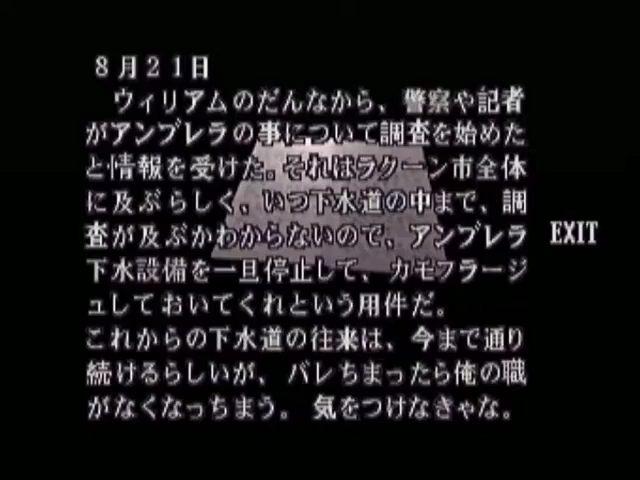 8月21日
　ウィリアムのだんなから、警察や記者
がアンブレラの事について調査を始めた
と情報を受けた。それはラクーン市全体
に及ぶらしく、いつ下水道の中まで、調
査が及ぶかわからないので、アンブレラ
下水設備を一旦停止して、カモフラージ
ュしておいてくれという用件だ。
これからの下水道の往来は、今まで通り
続けるらしいが、バレちまったら俺の職
がなくなっちまう。気をつけなきゃな。
EXIT